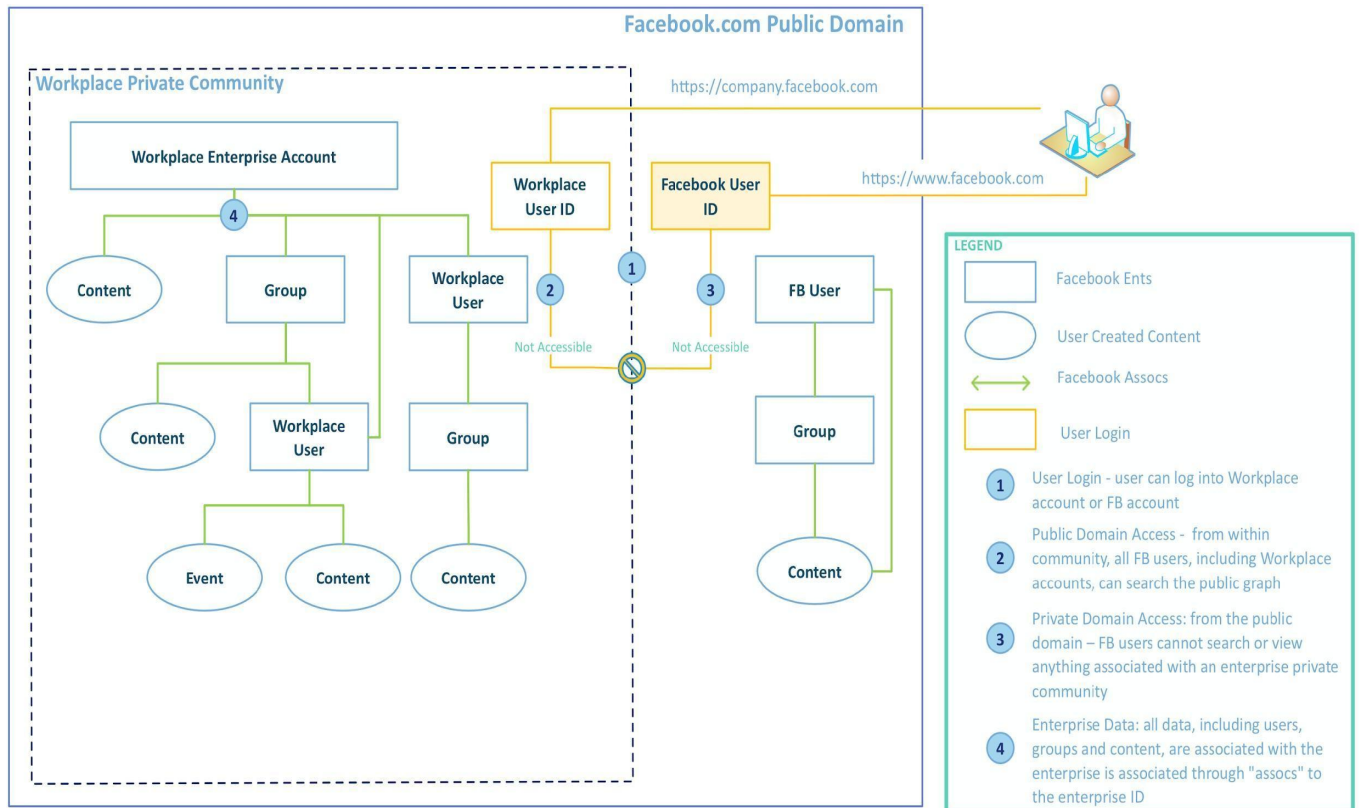 Facebook.com Public Domain
Workplace Private Community
https://company.facebook.com
Workplace Enterprise Account
Workplace
User ID
Facebook User
ID
https://www.facebook.com
4
Content
Group
Workplace
User
2
1
3
FB User
Not Accessible
Not Accessible
Content
Workplace
User
Group
Group
Event
Content
Content
Content
LEGEND
Facebook Ents
User Created Content
Facebook Assocs
User Login
1
User Login - user can log into Workplace
account or FB account
2
Public Domain Access - from within
community, all FB users, including Workplace
accounts, can search the public graph
3
Private Domain Access: from the public
domain – FB users cannot search or view
anything associated with an enterprise private
community
4
Enterprise Data: all data, including users,
groups and content, are associated with the
enterprise is associated through "assocs" to
the enterprise ID